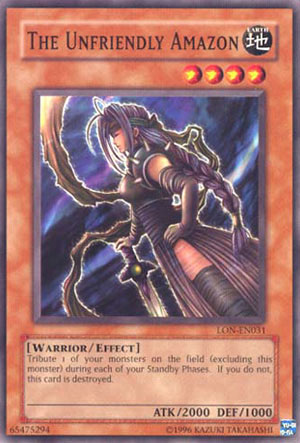 THE UNFRIENDLY AMAZON
EARTH
地
LON-EN031
[WARRIOR/EFFECT]
Tribute 1 of your monsters on the field (excluding
this monster) during each of your Standby Phases. If you do
not, this card is destroyed.
ATK/2000 DEF/1000
65475294
©1996 KAZUKI TAKAHASHI